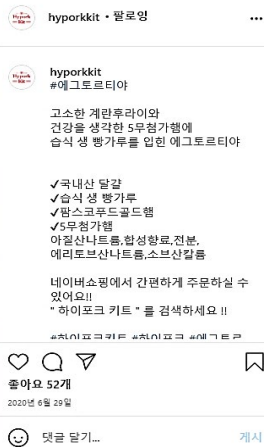 hyporkkit • 팔로잉
hyporkkit
#에그토르티야
고소한 계란후라이와
건강을 생각한 5무첨가햄에
습식 생 빵가루를 입힌 에그토르티야
✓국내산 달걀
✓습식 생 빵가루
✓팜스코푸드골드햄
✓5무첨가햄
아질산나트륨,합성향료,전분,
에리토브산나트륨,소브산칼륨
네이버쇼핑에서 간편하게 주문하실 수
있어요!!
" 하이포크 키트 " 를 검색하세요 !!
#하이포크키트 #하이포크 #에그토르
좋아요 52개
2020년 6월 29일
댓글 달기...
게시